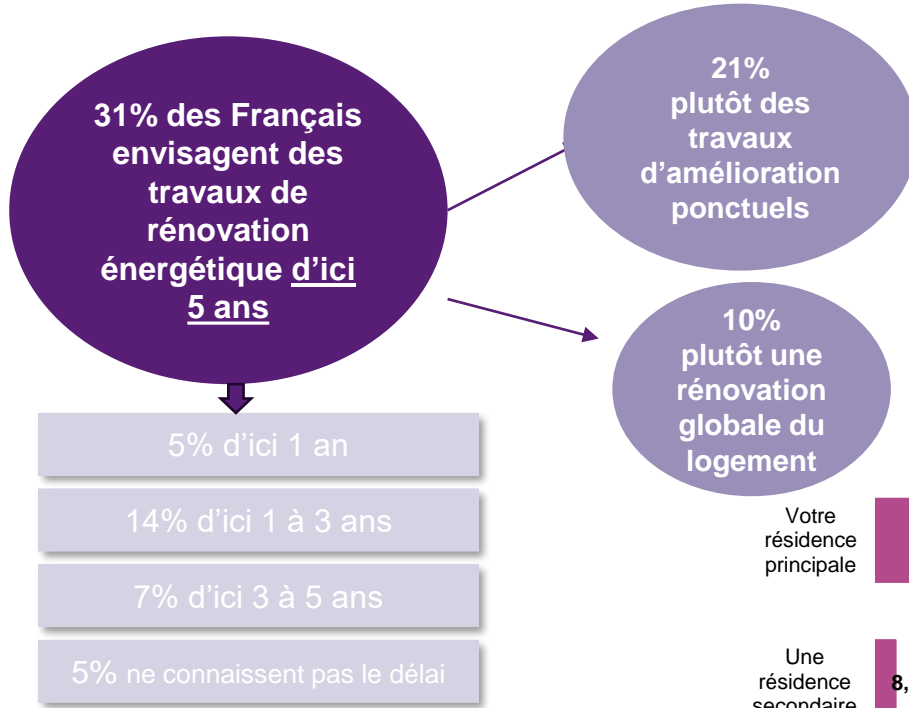 31% des Français
envisagent des
travaux de
rénovation
énergétique d'ici
5 ans
21%
plutôt des
travaux
d'amélioration
ponctuels
10%
plutôt une
rénovation
globale du
logement
5% d'ici 1 an
14% d'ici 1 à 3 ans
7% d'ici 3 à 5 ans
5% ne connaissent pas le délai
Votre
résidence
principale
Une
résidence
secondaire
8,